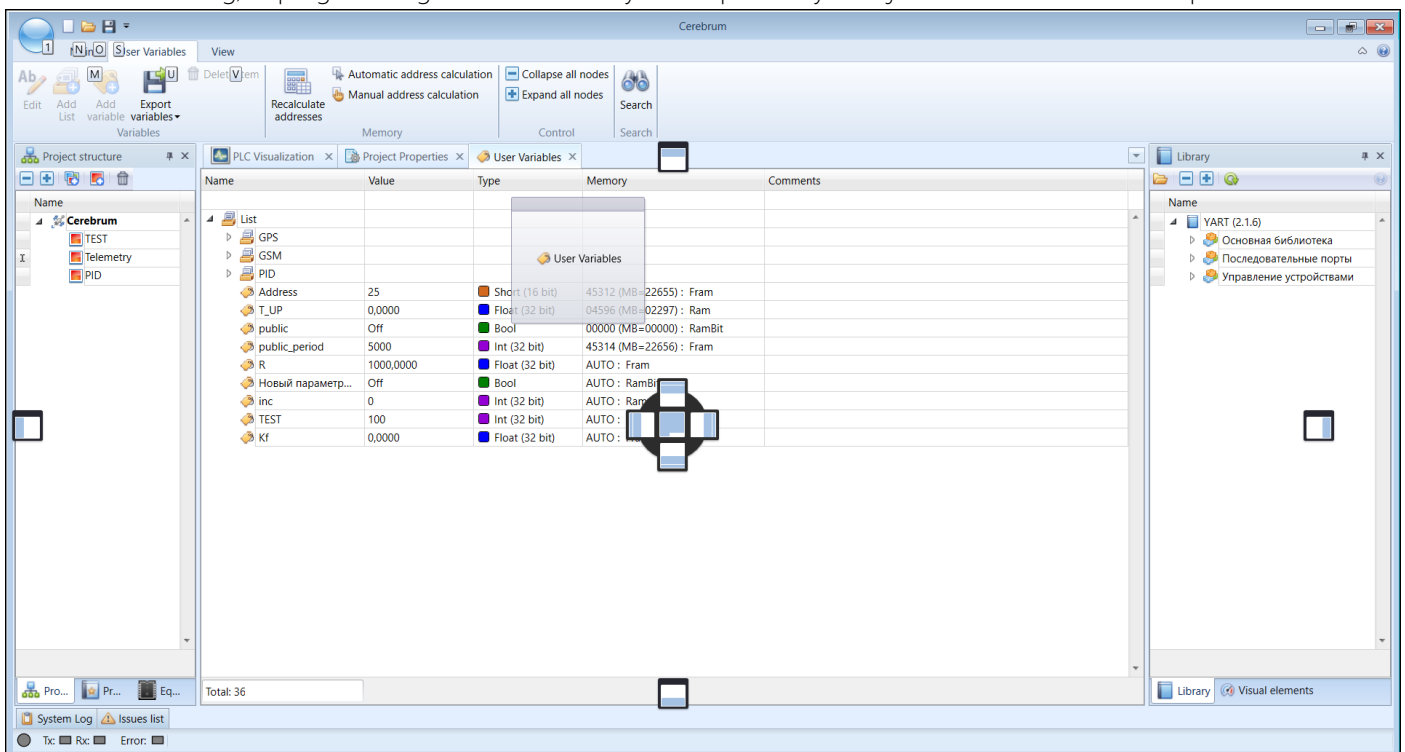 Cerebrum
1 N O S User Variables View
M U V
Edit Add List Add variable Export variables Delete Item Recalculate addresses Automatic address calculation Manual address calculation Collapse all nodes Expand all nodes Search
Variables Memory Control Search
Project structure
Name
Cerebrum
TEST
Telemetry
PID
Pro... Pr... Eq...
PLC Visualization Project Properties User Variables
Name Value Type Memory Comments
List
GPS
GSM
PID
User Variables
Address 25 Short (16 bit) 45312 (MB=22655) : Fram
T_UP 0,0000 Float (32 bit) 04596 (MB=02297) : Ram
public Off Bool 00000 (MB=00000) : RamBit
public_period 5000 Int (32 bit) 45314 (MB=22656) : Fram
R 1000,0000 Float (32 bit) AUTO : Fram
Новый параметр... Off Bool AUTO :
inc 0 Int (32 bit) AUTO :
TEST 100 Int (32 bit) AUTO :
Kf 0,0000 Float (32 bit) AUTO :
Total: 36
Library
Name
YART (2.1.6)
Основная библиотека
Последовательные порты
Управление устройствами
Library Visual elements
System Log Issues list
Tx: Rx: Error: